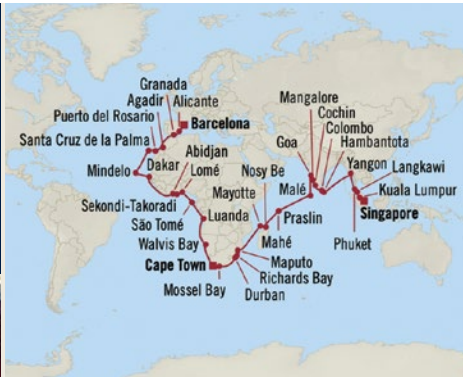 Granada
Agadir
Alicante
Puerto del Rosario
Barcelona
Santa Cruz de la Palma
Mindelo
Dakar
Abidjan
Lomé
Sekondi-Takoradi
São Tomé
Luanda
Walvis Bay
Cape Town
Mossel Bay
Durban
Richards Bay
Maputo
Mayotte
Nosy Be
Mahé
Praslin
Malé
Goa
Mangalore
Cochin
Colombo
Hambantota
Yangon
Langkawi
Kuala Lumpur
Singapore
Phuket